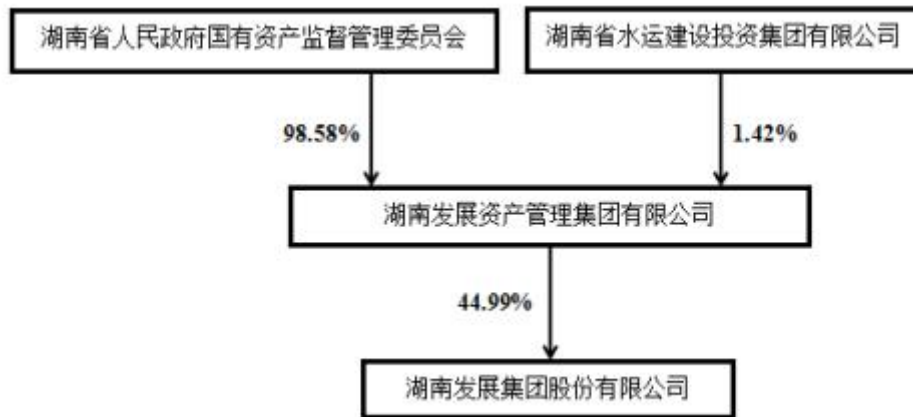 湖南省人民政府国有资产监督管理委员会
湖南省水运建设投资集团有限公司
98.58%
1.42%
湖南发展资产管理集团有限公司
44.99%
湖南发展集团股份有限公司